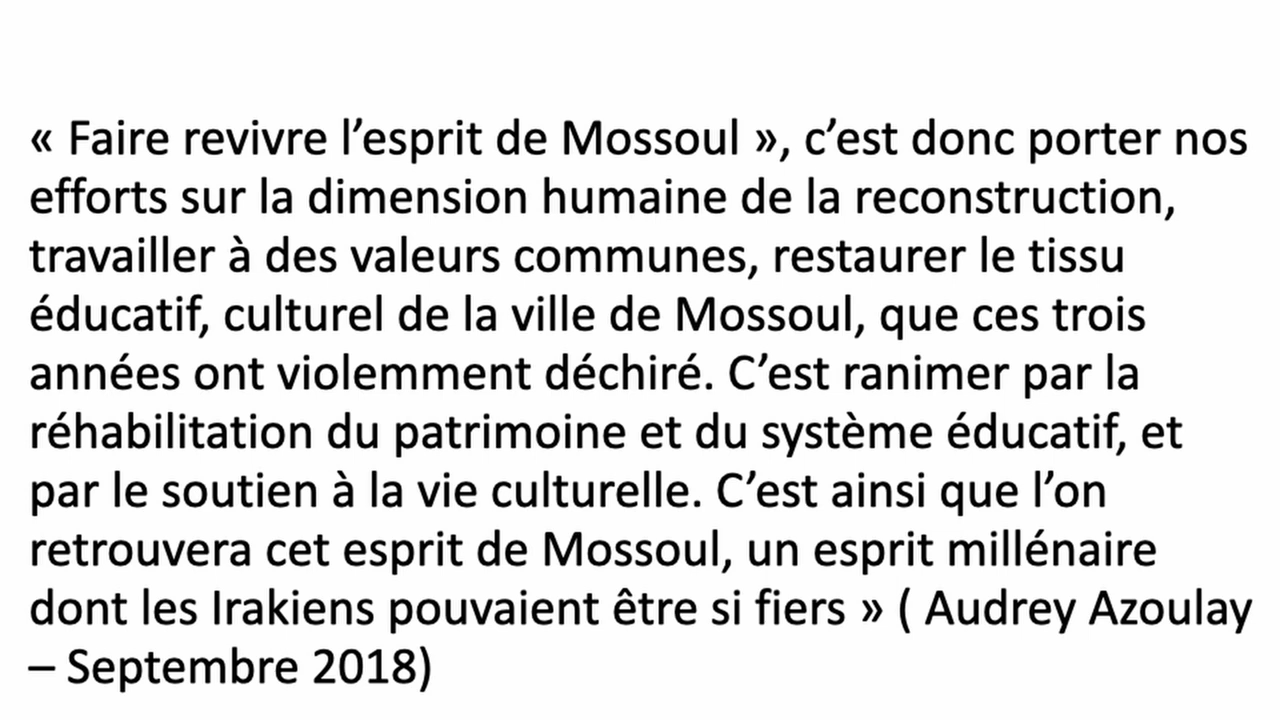 « Faire revivre l’esprit de Mossoul », c’est donc porter nos
efforts sur la dimension humaine de la reconstruction,
travailler à des valeurs communes, restaurer le tissu
éducatif, culturel de la ville de Mossoul, que ces trois
années ont violemment déchiré. C’est ranimer par la
réhabilitation du patrimoine et du système éducatif, et
par le soutien à la vie culturelle. C’est ainsi que l’on
retrouvera cet esprit de Mossoul, un esprit millénaire
dont les Irakiens pouvaient être si fiers » ( Audrey Azoulay
– Septembre 2018)